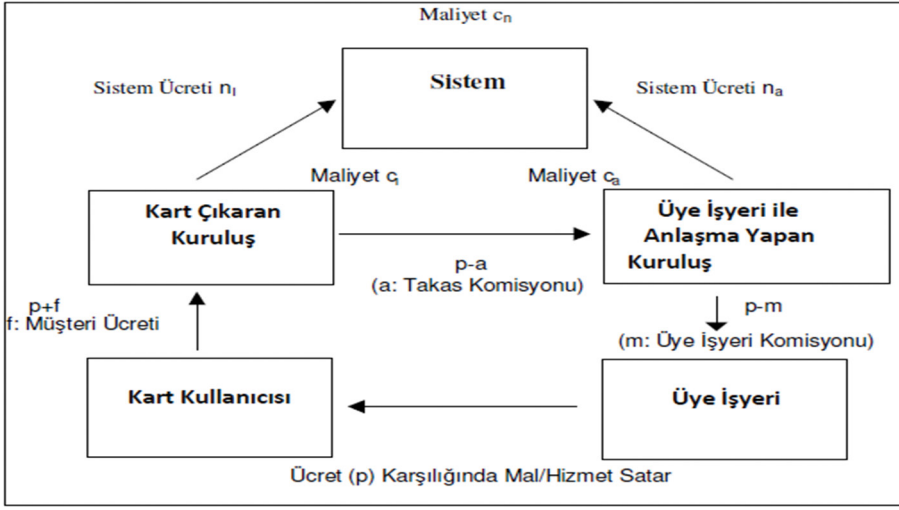 Maliyet cn
Sistem
Sistem Ücreti nI
Sistem Ücreti na
Maliyet cı
Maliyet ca
Kart Çıkaran
Kuruluş
Üye İşyeri ile
Anlaşma Yapan
Kuruluş
p-a
(a: Takas Komisyonu)
p+f
f: Müşteri Ücreti
p-m
(m: Üye İşyeri Komisyonu)
Kart Kullanıcısı
Üye İşyeri
Ücret (p) Karşılığında Mal/Hizmet Satar